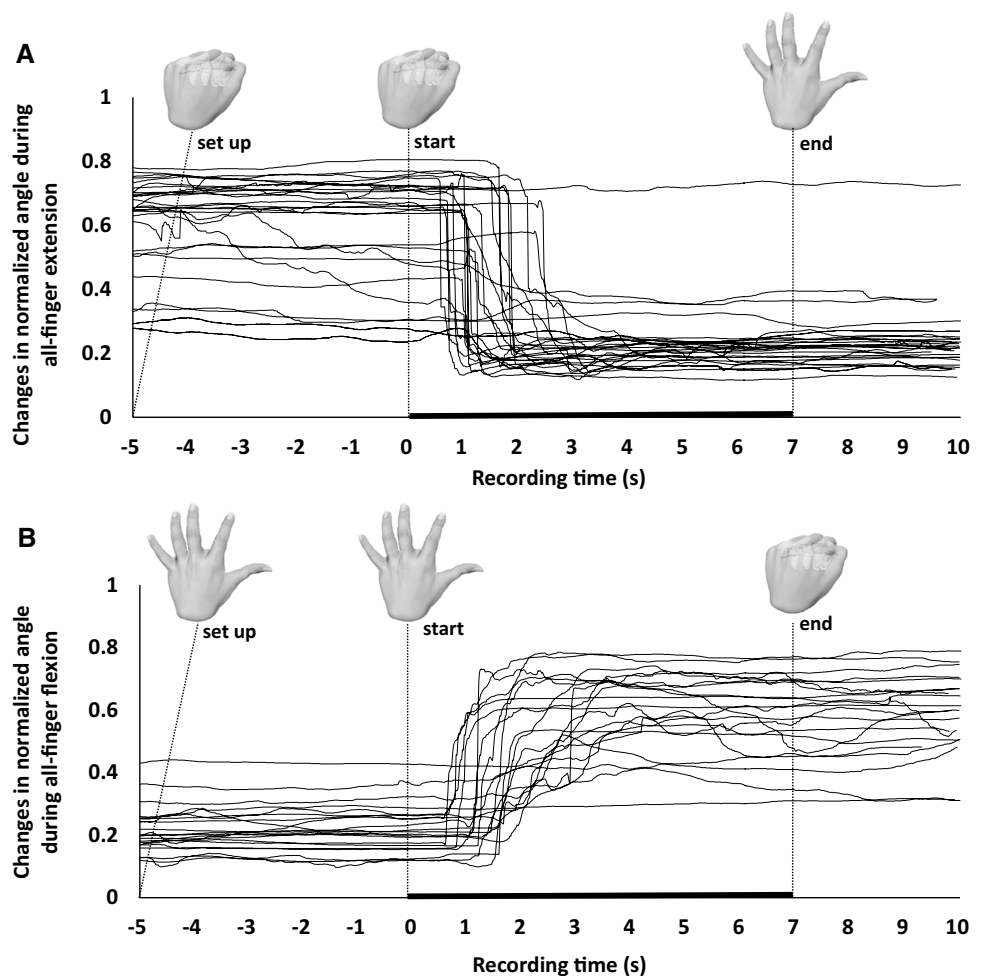 A
set up
start
end
Changes in normalized angle during
all-finger extension
1
0.8
0.6
0.4
0.2
0
-5 -4 -3 -2 -1 0 1 2 3 4 5 6 7 8 9 10
Recording time (s)
B
set up
start
end
Changes in normalized angle
during all-finger flexion
1
0.8
0.6
0.4
0.2
0
-5 -4 -3 -2 -1 0 1 2 3 4 5 6 7 8 9 10
Recording time (s)